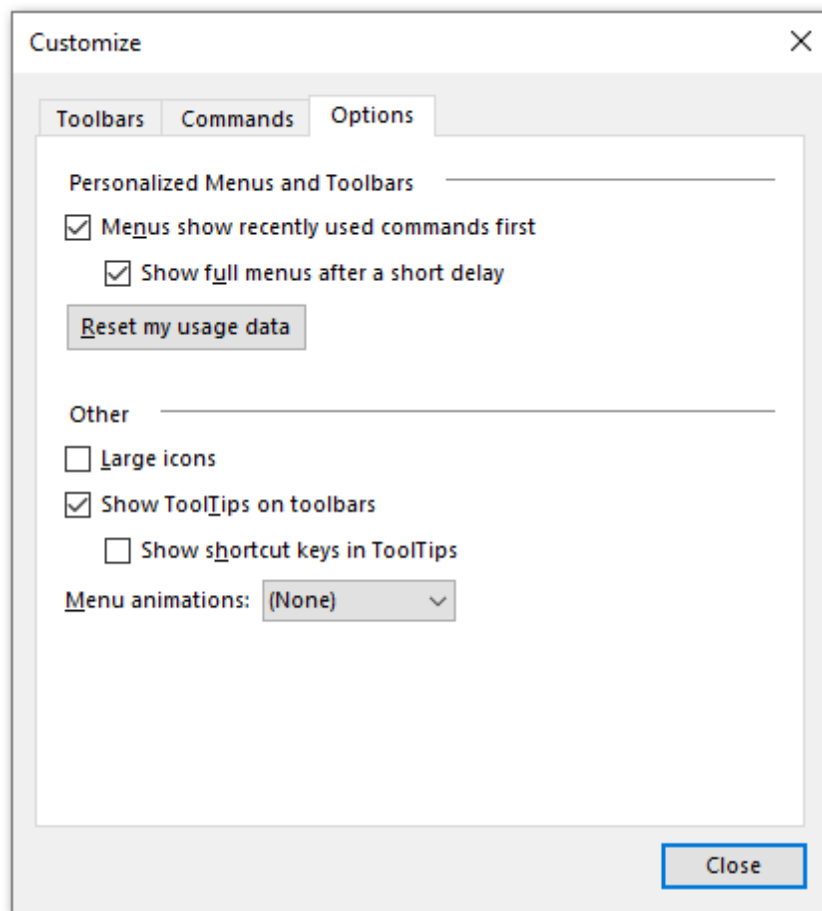 Customize
Toolbars Commands Options
Personalized Menus and Toolbars
Menus show recently used commands first
Show full menus after a short delay
Reset my usage data
Other
Large icons
Show ToolTips on toolbars
Show shortcut keys in ToolTips
Menu animations: (None)
Close